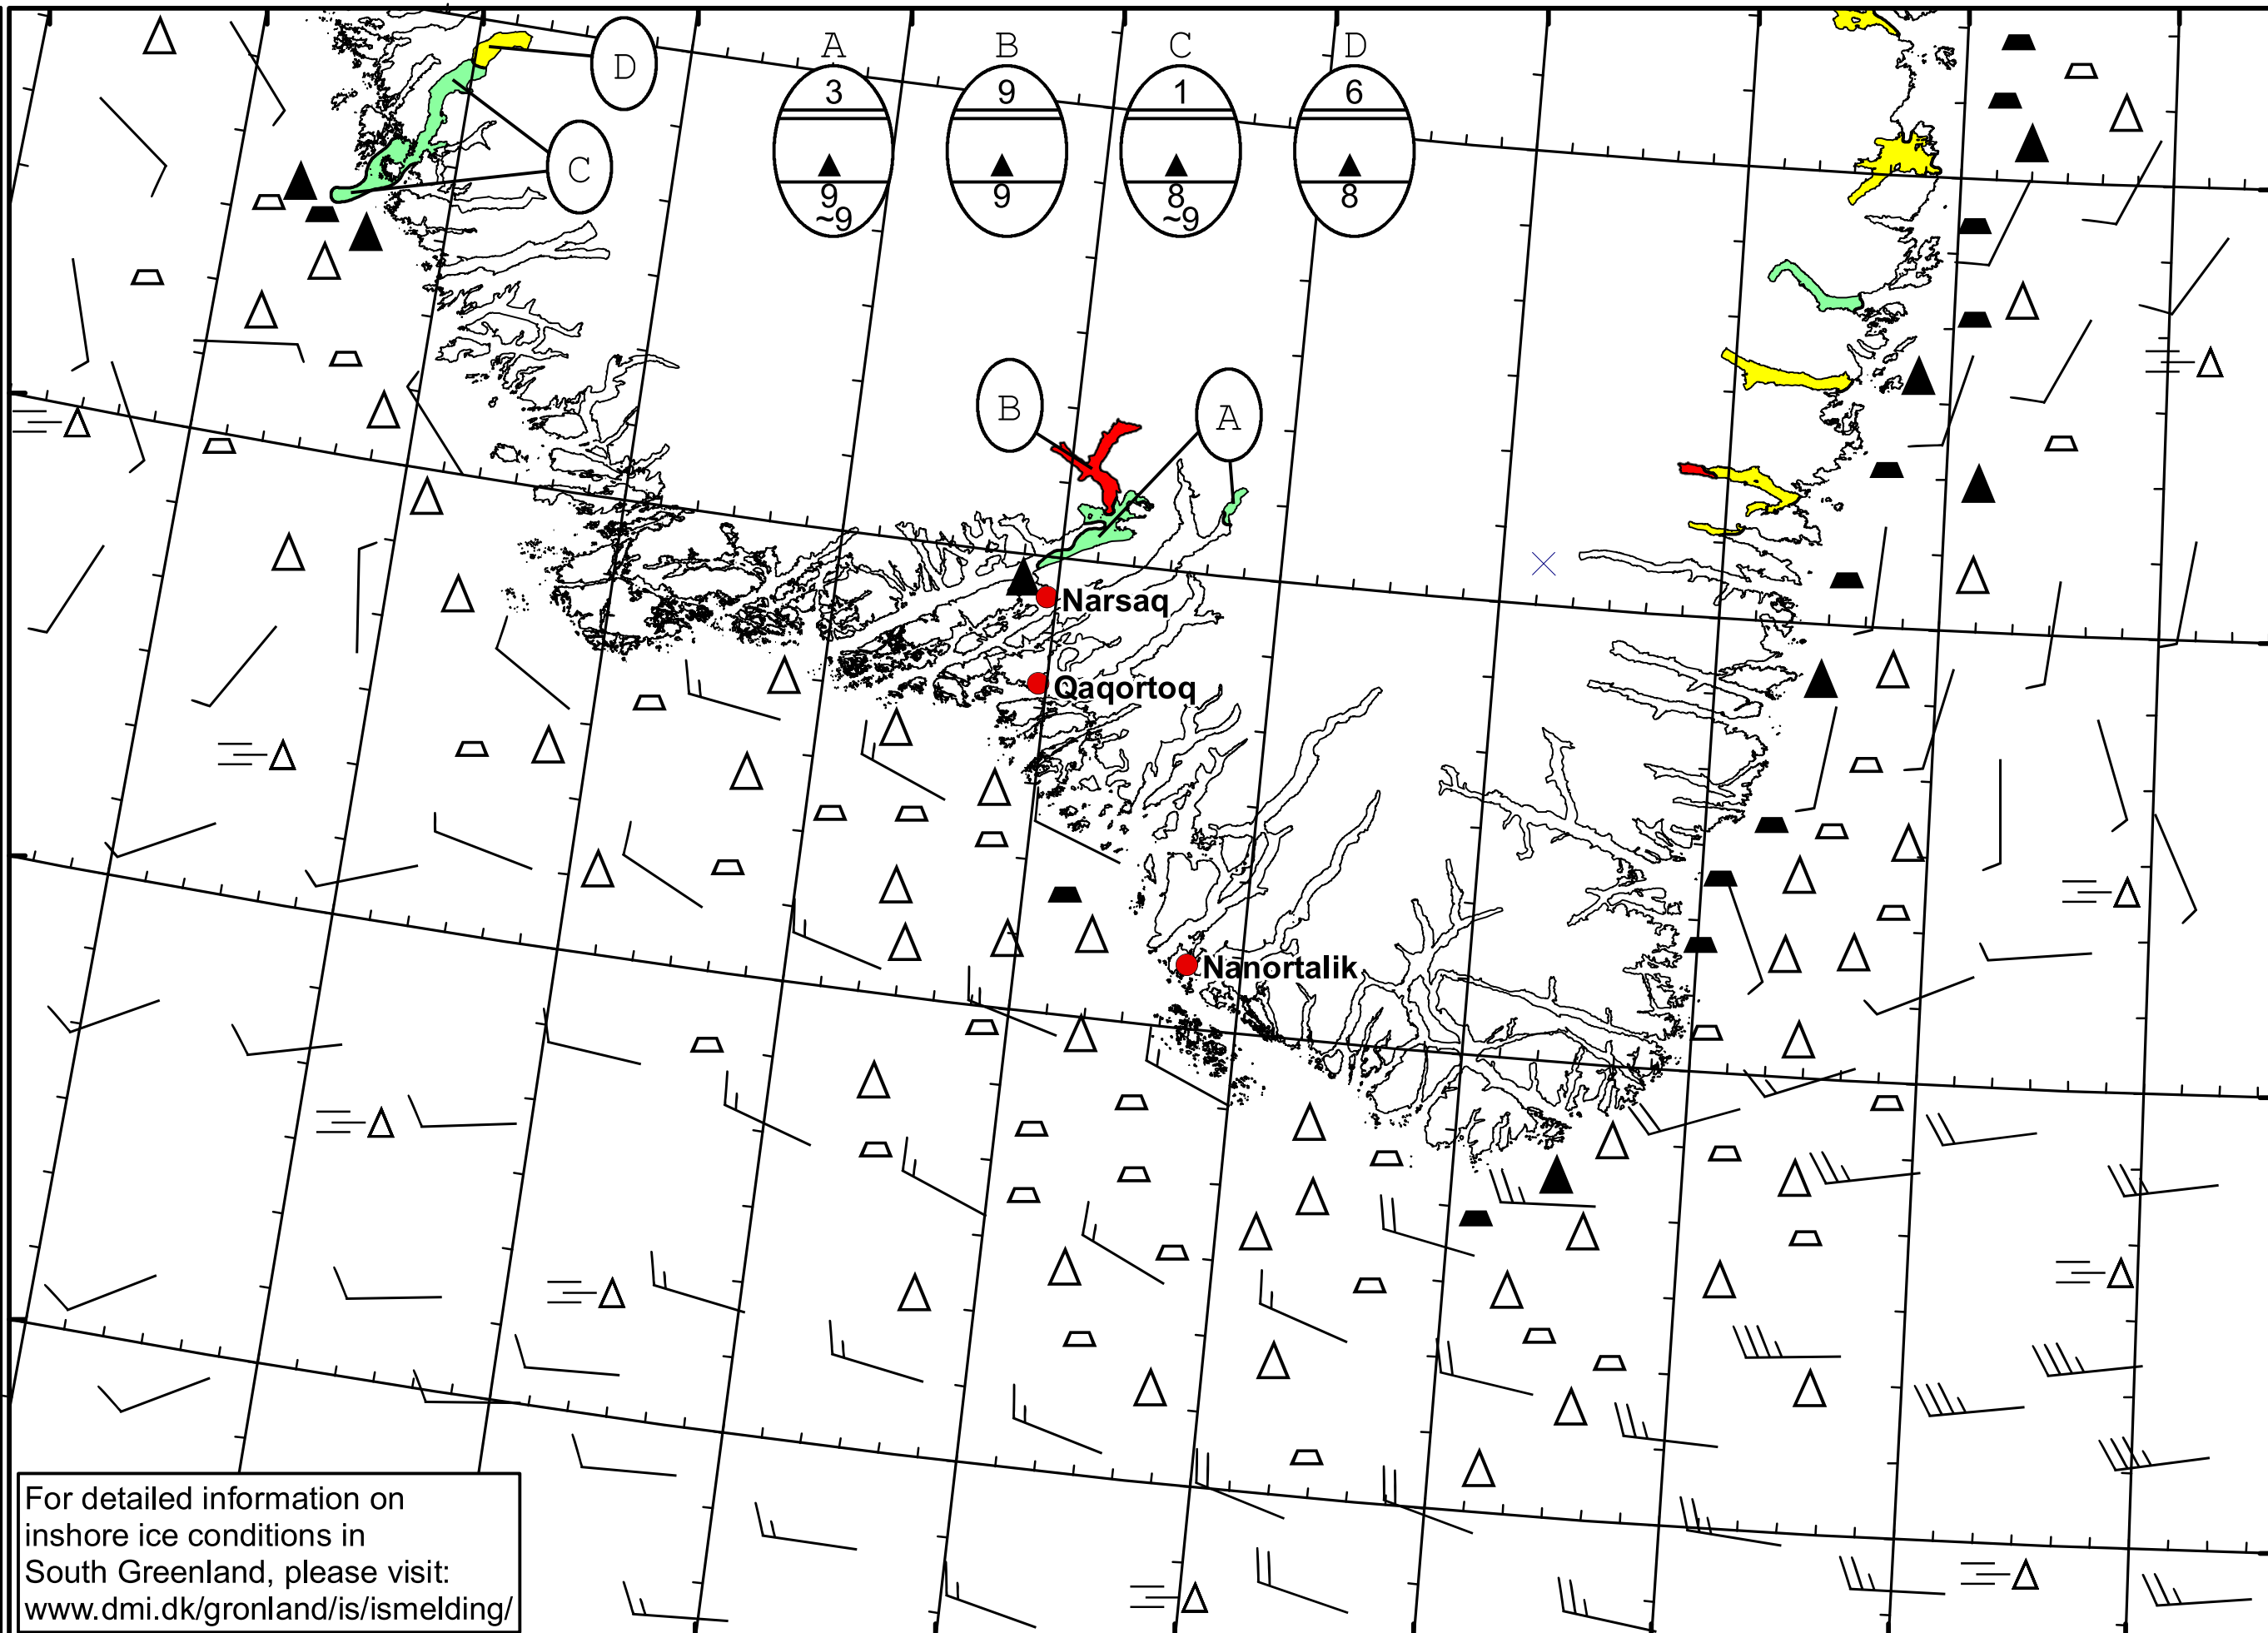 A B C D
3 9 1 6
9 9 8 8
~9 ~9
D
C
B
A
Narsaq
Qaqortoq
Nanortalik
For detailed information on
inshore ice conditions in
South Greenland, please visit:
www.dmi.dk/gronland/is/ismelding/